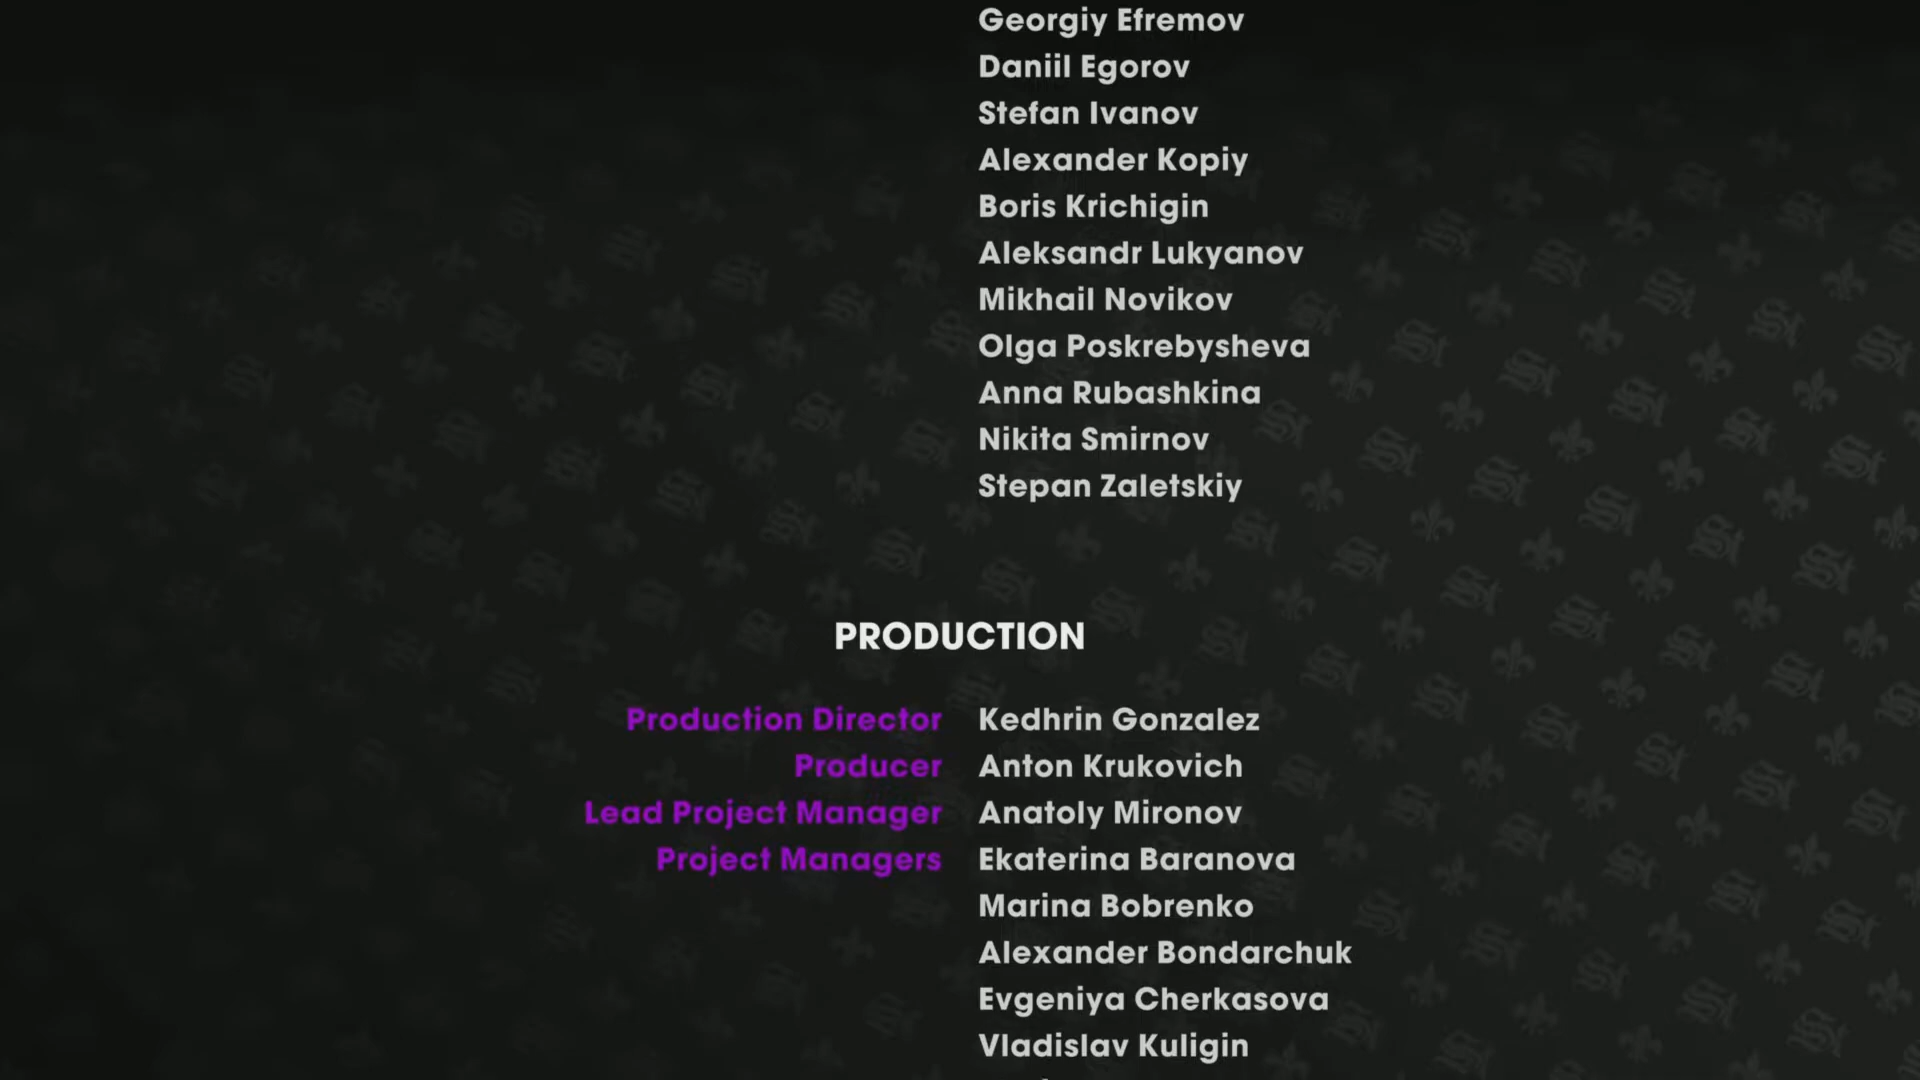 Georgiy Efremov
Daniil Egorov
Stefan Ivanov
Alexander Kopiy
Boris Krichigin
Aleksandr Lukyanov
Mikhail Novikov
Olga Poskrebysheva
Anna Rubashkina
Nikita Smirnov
Stepan Zaletskiy
PRODUCTION
Production Director Kedhrin Gonzalez
Producer Anton Krukovich
Lead Project Manager Anatoly Mironov
Project Managers Ekaterina Baranova
Marina Bobrenko
Alexander Bondarchuk
Evgeniya Cherkasova
Vladislav Kuligin